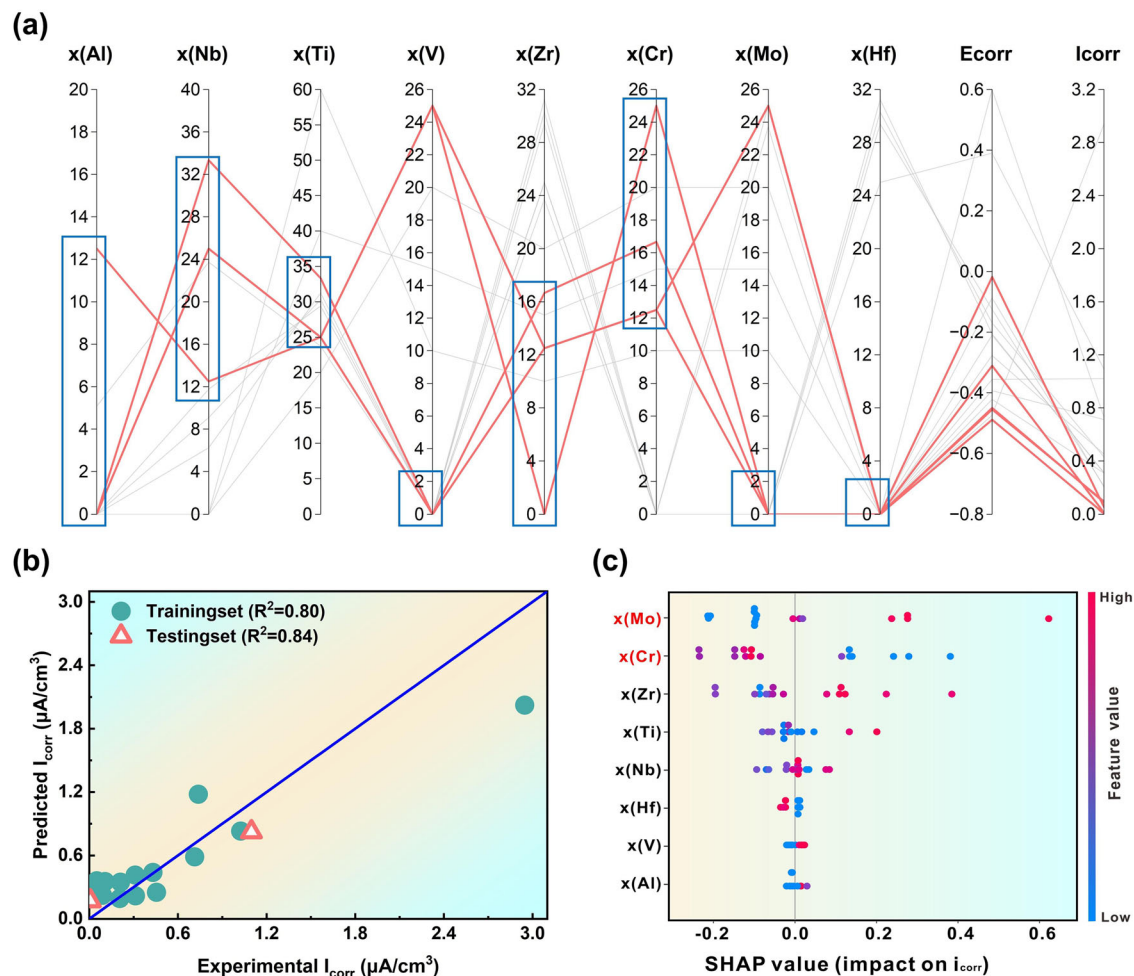 (a)
x(Al) x(Nb) x(Ti) x(V) x(Zr) x(Cr) x(Mo) x(Hf) Ecorr Icorr
20 18 16 14 12 10 8 6 4 2 0
40 36 32 28 24 20 16 12 8 4 0
60 55 50 45 40 35 30 25 20 15 10 5 0
26 24 22 20 18 16 14 12 10 8 6 4 2 0
32 28 24 20 16 12 8 4 0
26 24 22 20 18 16 14 12 10 8 6 4 2 0
26 24 22 20 18 16 14 12 10 8 6 4 2 0
32 28 24 20 16 12 8 4 0
0.6 0.4 0.2 0.0 −0.2 −0.4 −0.6 −0.8
3.2 2.8 2.4 2.0 1.6 1.2 0.8 0.4 0.0
(b)
Trainingset (R²=0.80)
Testingset (R²=0.84)
Predicted I_corr (μA/cm³)
3.0
2.4
1.8
1.2
0.6
0.0
0.0 0.6 1.2 1.8 2.4 3.0
Experimental I_corr (μA/cm³)
(c)
x(Mo)
x(Cr)
x(Zr)
x(Ti)
x(Nb)
x(Hf)
x(V)
x(Al)
-0.2 0.0 0.2 0.4 0.6
SHAP value (impact on i_corr)
High
Feature value
Low